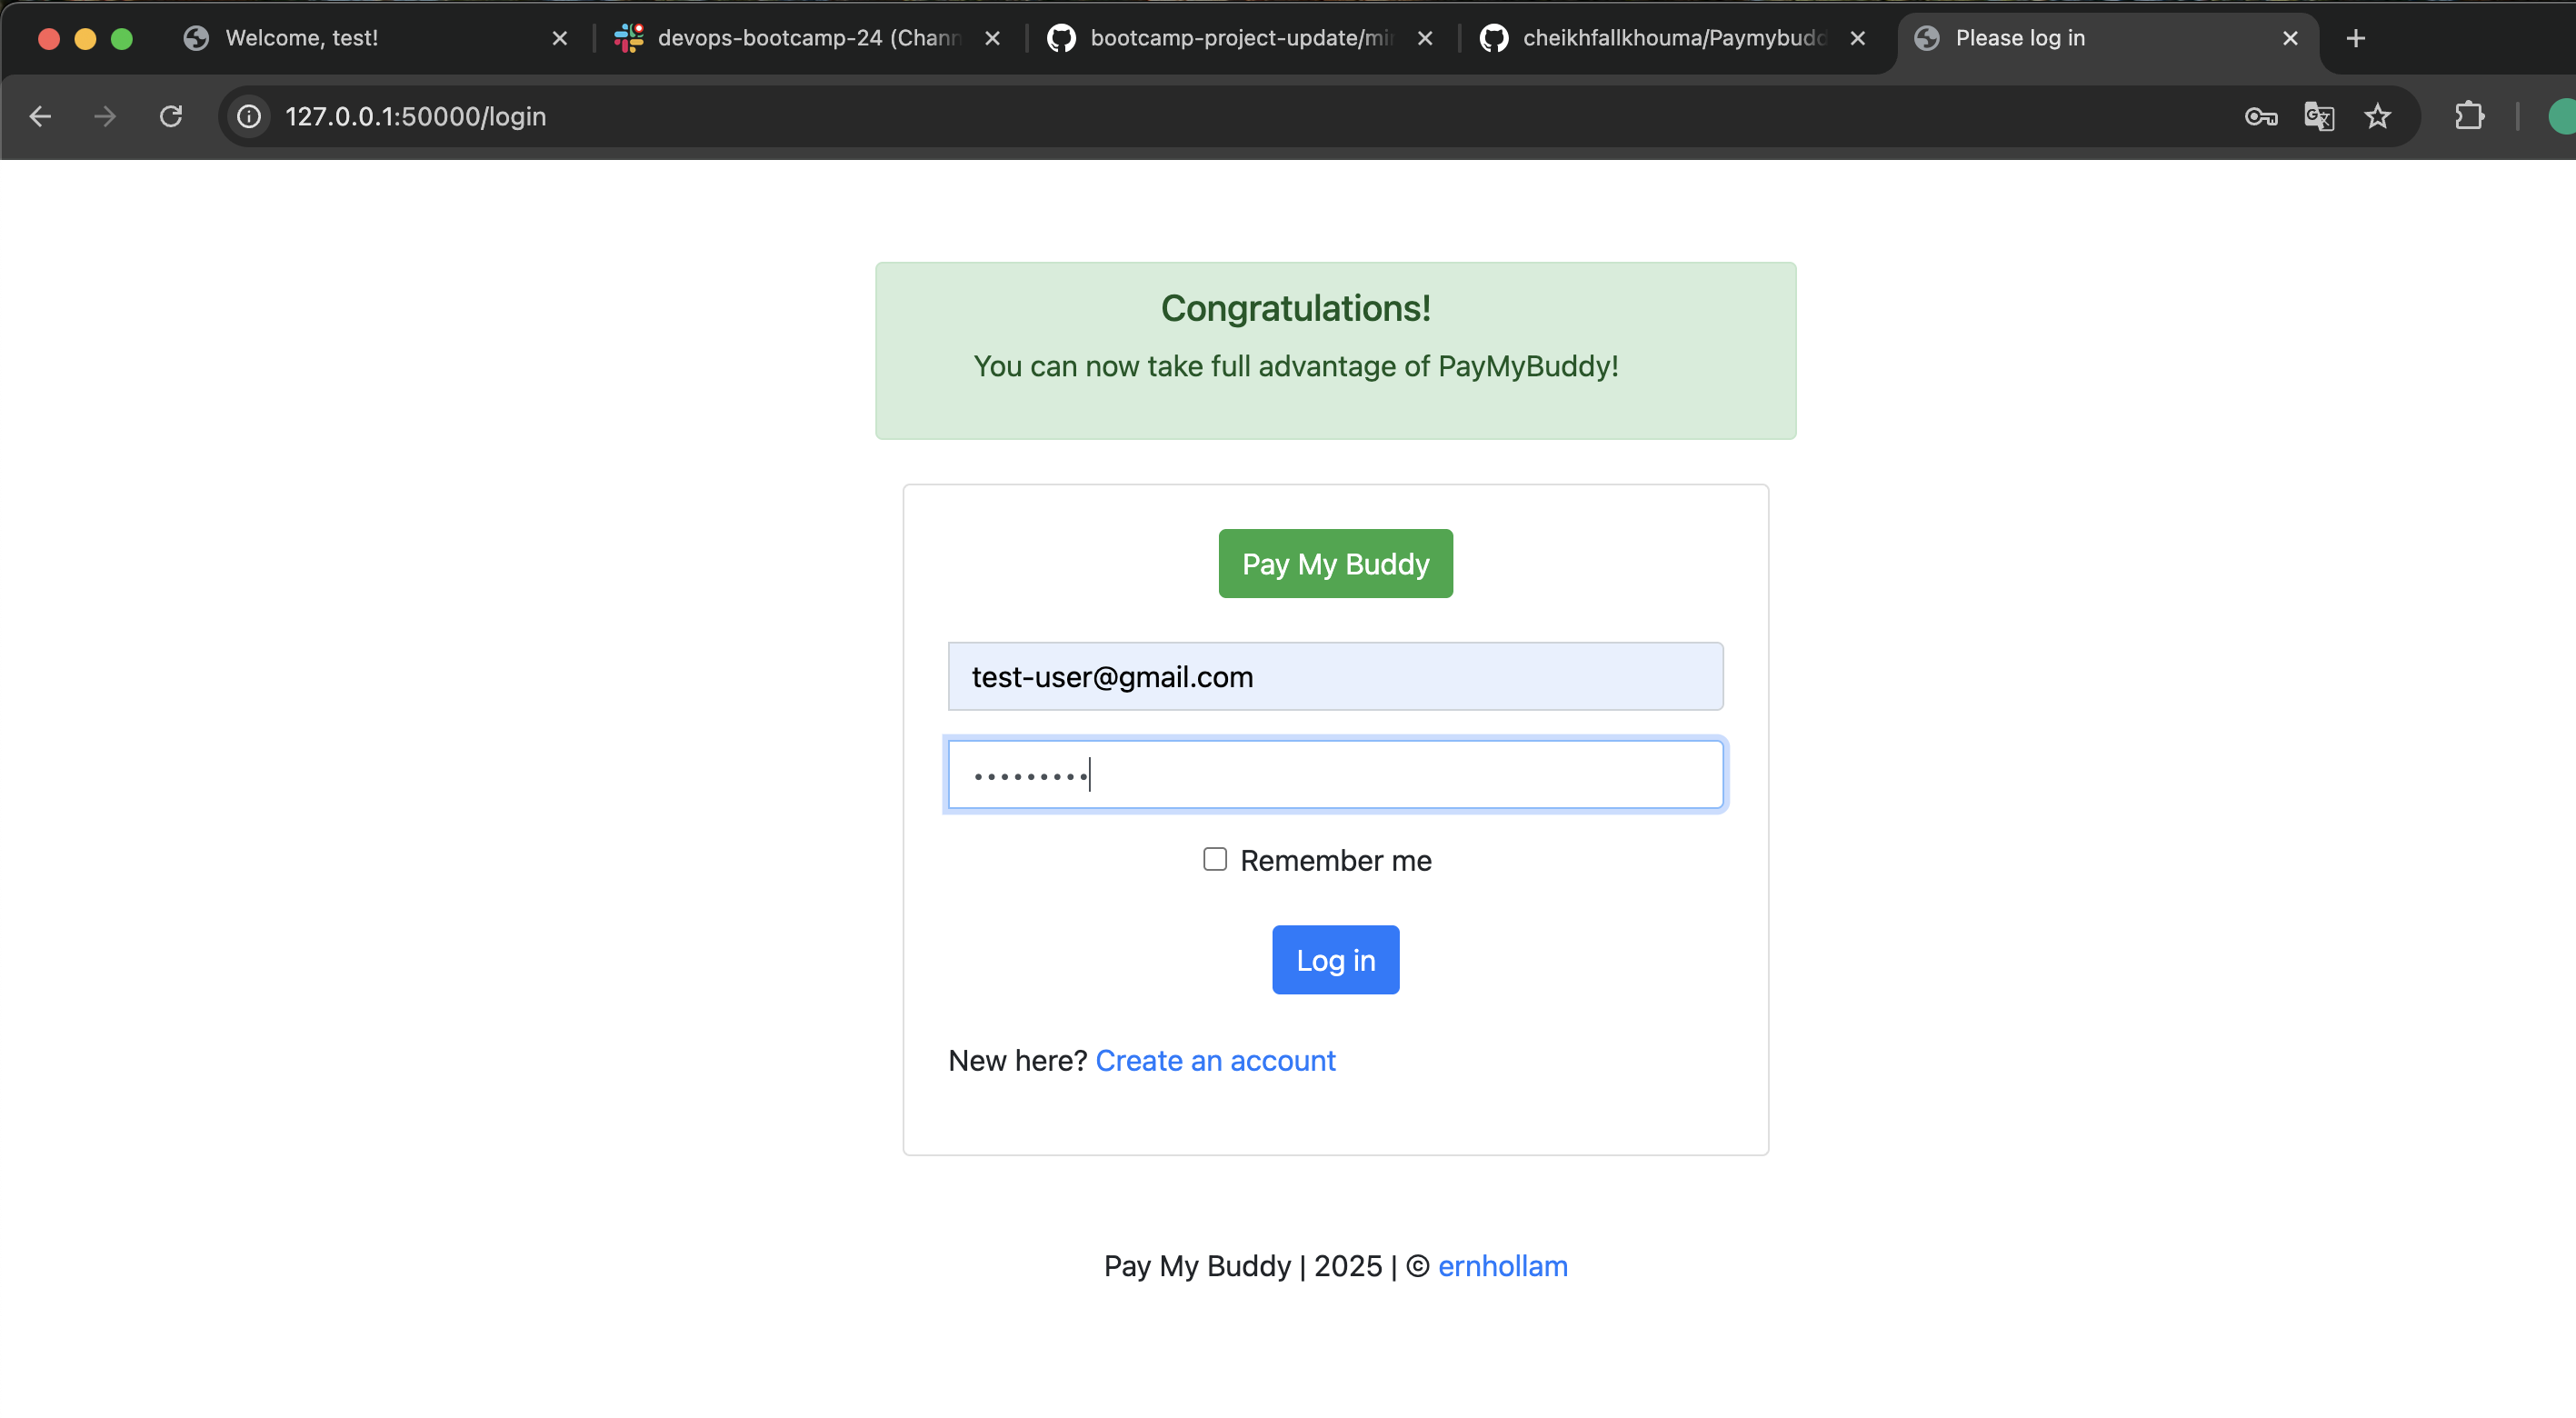 Welcome, test!
devops-bootcamp-24 (Chann
bootcamp-project-update/mi
cheikhfallkhouma/Paymybudd
Please log in
127.0.0.1:50000/login
Congratulations!
You can now take full advantage of PayMyBuddy!
Pay My Buddy
test-user@gmail.com
Remember me
Log in
New here? Create an account
Pay My Buddy | 2025 | © ernhollam